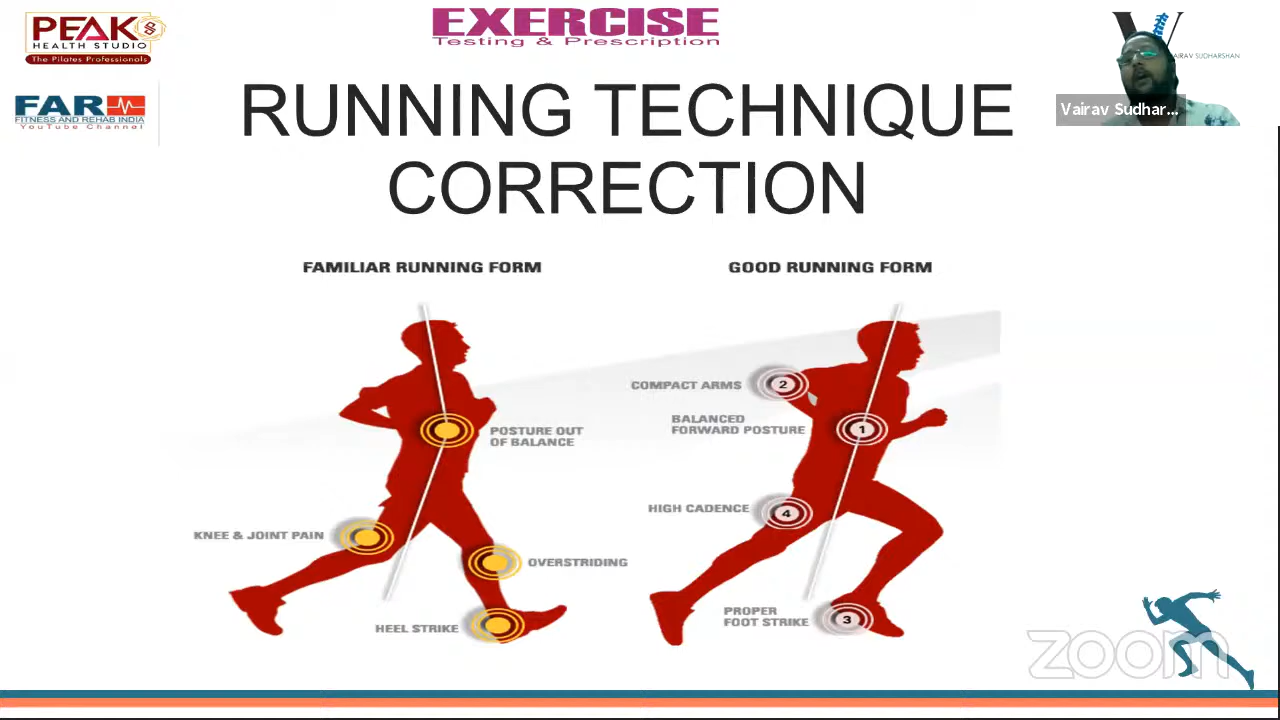 PEAK
HEALTH STUDIO
The Pilates Professionals
EXERCISE
Testing & Prescription
VAIRAV SUDHARSHAN
Vairav Sudhar...
FAR
FITNESS AND REHAB INDIA
YouTube Channel
RUNNING TECHNIQUE
CORRECTION
FAMILIAR RUNNING FORM
POSTURE OUT
OF BALANCE
KNEE & JOINT PAIN
OVERSTRIDING
HEEL STRIKE
GOOD RUNNING FORM
COMPACT ARMS
2
BALANCED
FORWARD POSTURE
1
HIGH CADENCE
4
PROPER
FOOT STRIKE
3
zoom